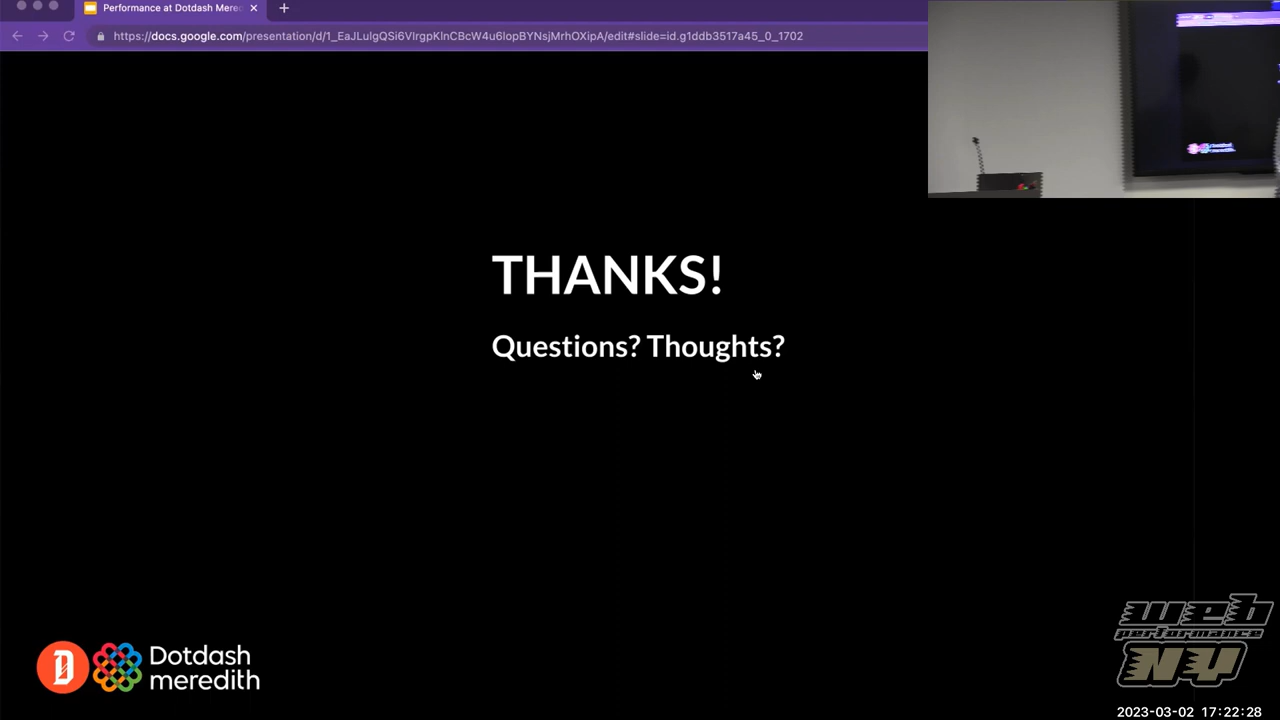 Performance at Dotdash Mere
https://docs.google.com/presentation/d/1_EaJLulgQSi6VlrgpKlnCBcW4u6lopBYNsjMrhOXipA/edit#slide=id.g1ddb3517a45_0_1702
THANKS!
Questions? Thoughts?
Dotdash
meredith
web
performance
NY
2023-03-02 17:22:28